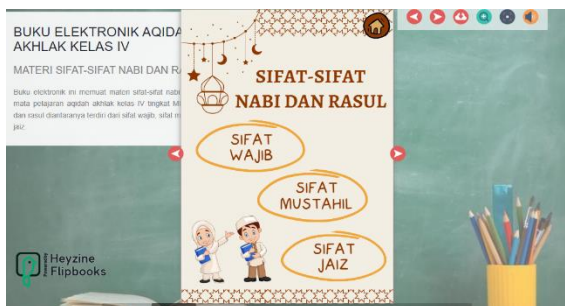 BUKU ELEKTRONIK AQIDA
AKHLAK KELAS IV
MATERI SIFAT-SIFAT NABI DAN R
Buku elektronik ini memuat materi sifat-sifat nabi
mata pelajaran aqidah akhlak kelas IV tingkat MI
dan rasul diantaranya terdiri dari sifat wajib, sifat m
jaiz
SIFAT-SIFAT
NABI DAN RASUL
SIFAT
WAJIB
SIFAT
MUSTAHIL
SIFAT
JAIZ
Heyzine
Flipbooks